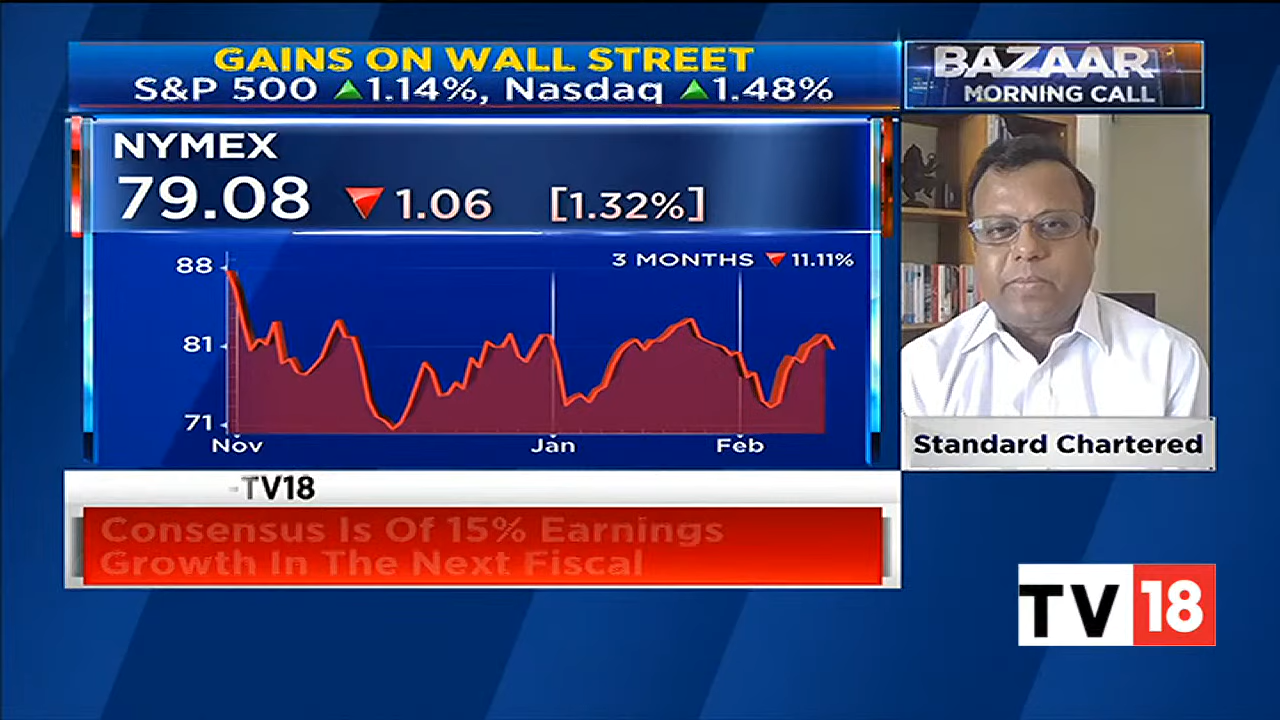 GAINS ON WALL STREET
S&P 500 ▲1.14%, Nasdaq ▲1.48%
BAZAAR
MORNING CALL
NYMEX
79.08 ▼ 1.06 [1.32%]
3 MONTHS ▼ 11.11%
88
81
71
Nov Jan Feb
Standard Chartered
-TV18
Consensus Is Of 15% Earnings
Growth In The Next Fiscal
TV18